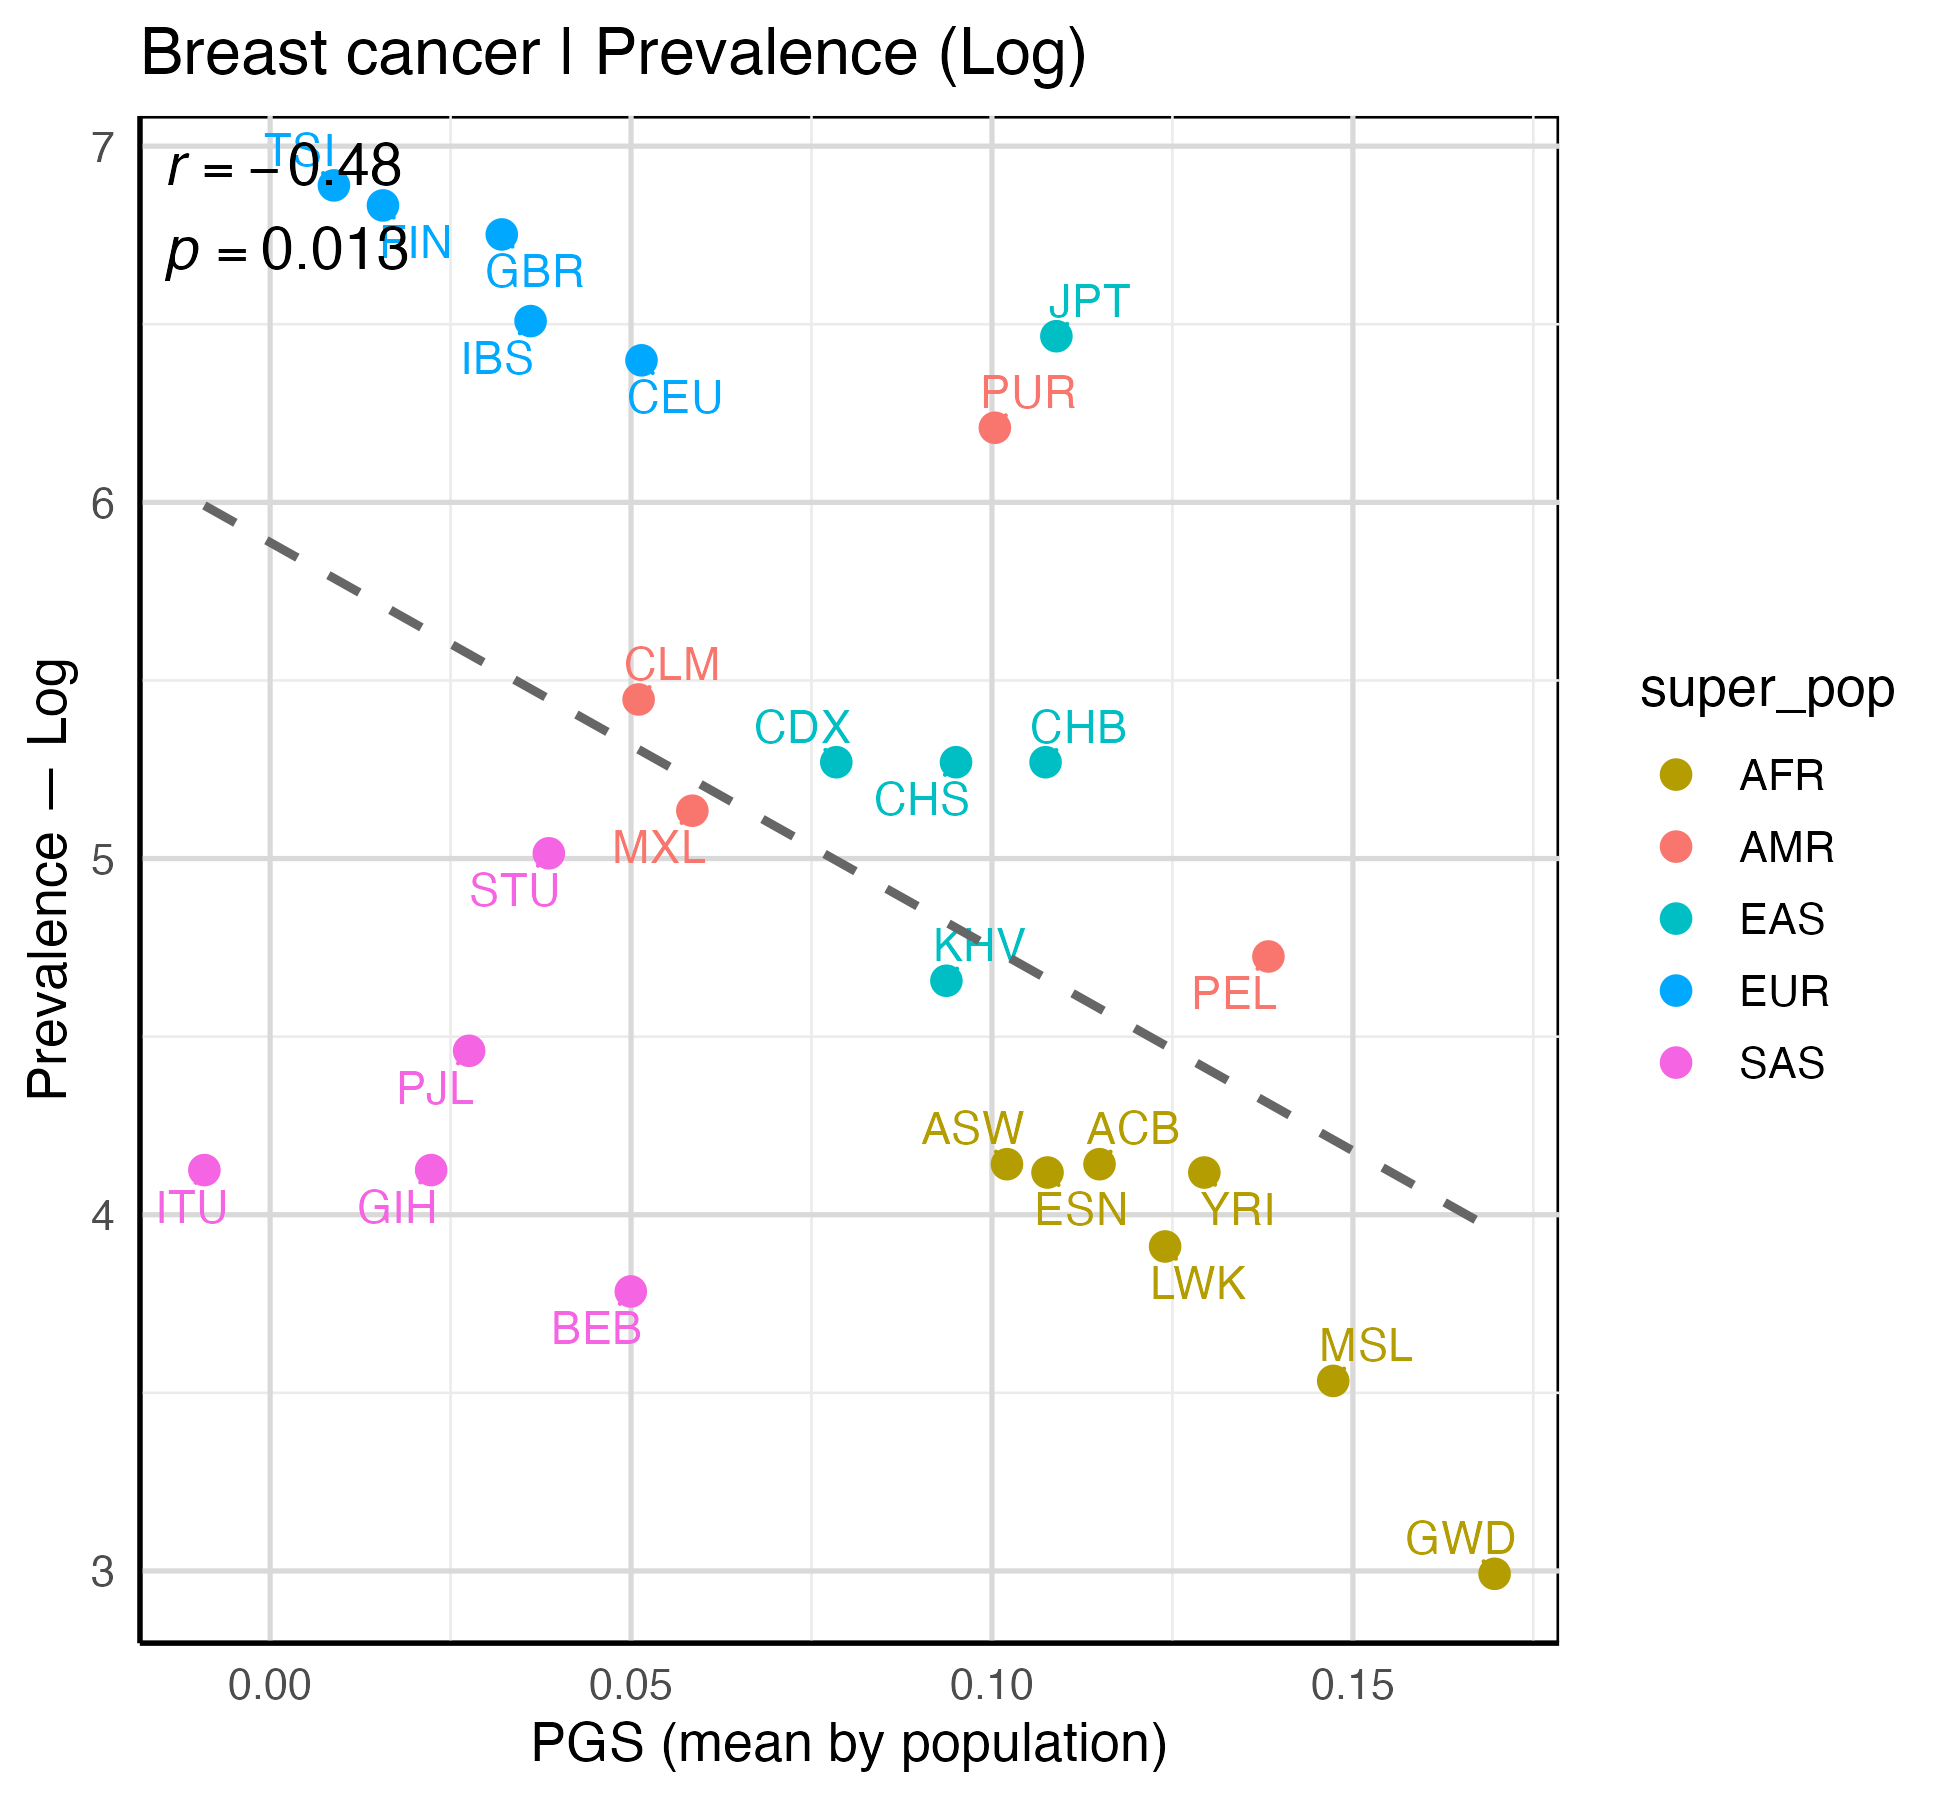 Breast cancer | Prevalence (Log)
7
6
5
4
3
Prevalence — Log
TSI
r = −0.48
FIN
p = 0.013
GBR
JPT
IBS
PUR
CEU
CLM
CDX
CHB
CHS
MXL
STU
KHV
PEL
PJL
ASW
ACB
ITU
GIH
ESN
YRI
LWK
BEB
MSL
GWD
0.00 0.05 0.10 0.15
PGS (mean by population)
super_pop
AFR
AMR
EAS
EUR
SAS